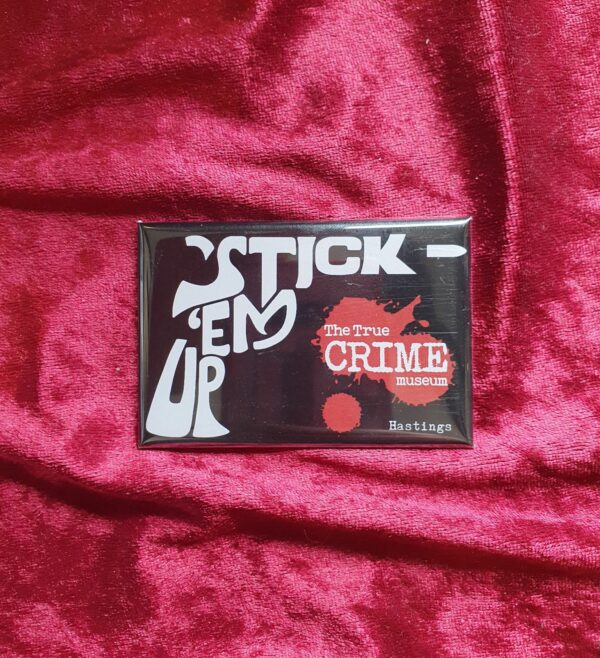 'STICK -
'EM
UP
The True
CRIME
museum
Hastings